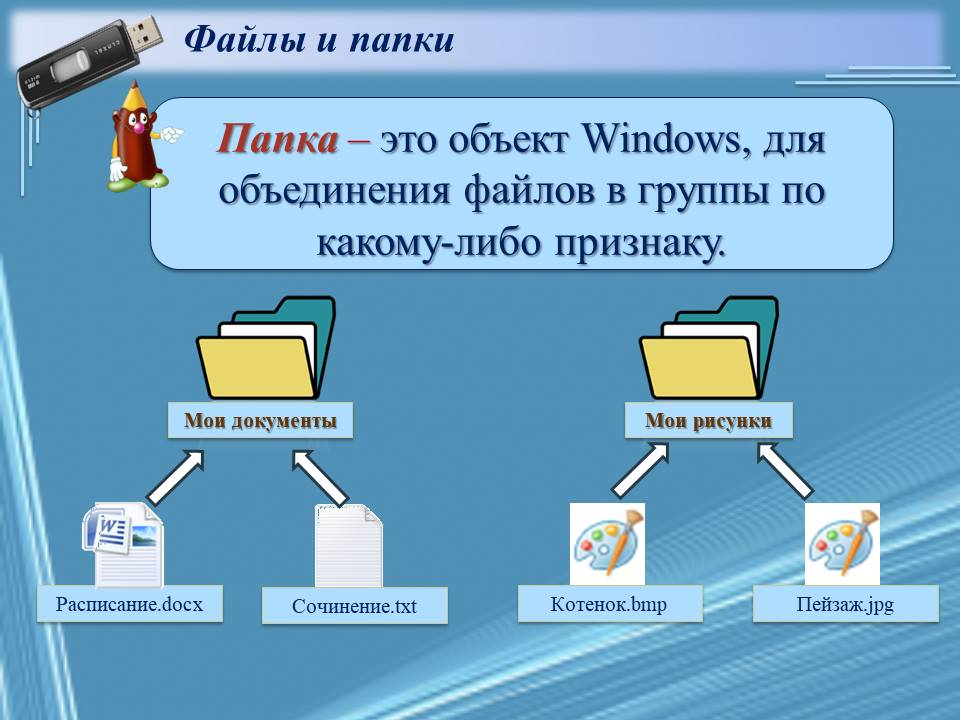 Файлы и папки
Папка – это объект Windows, для
объединения файлов в группы по
какому-либо признаку.
Мои документы
Мои рисунки
Расписание.docx
Сочинение.txt
Котенок.bmp
Пейзаж.jpg